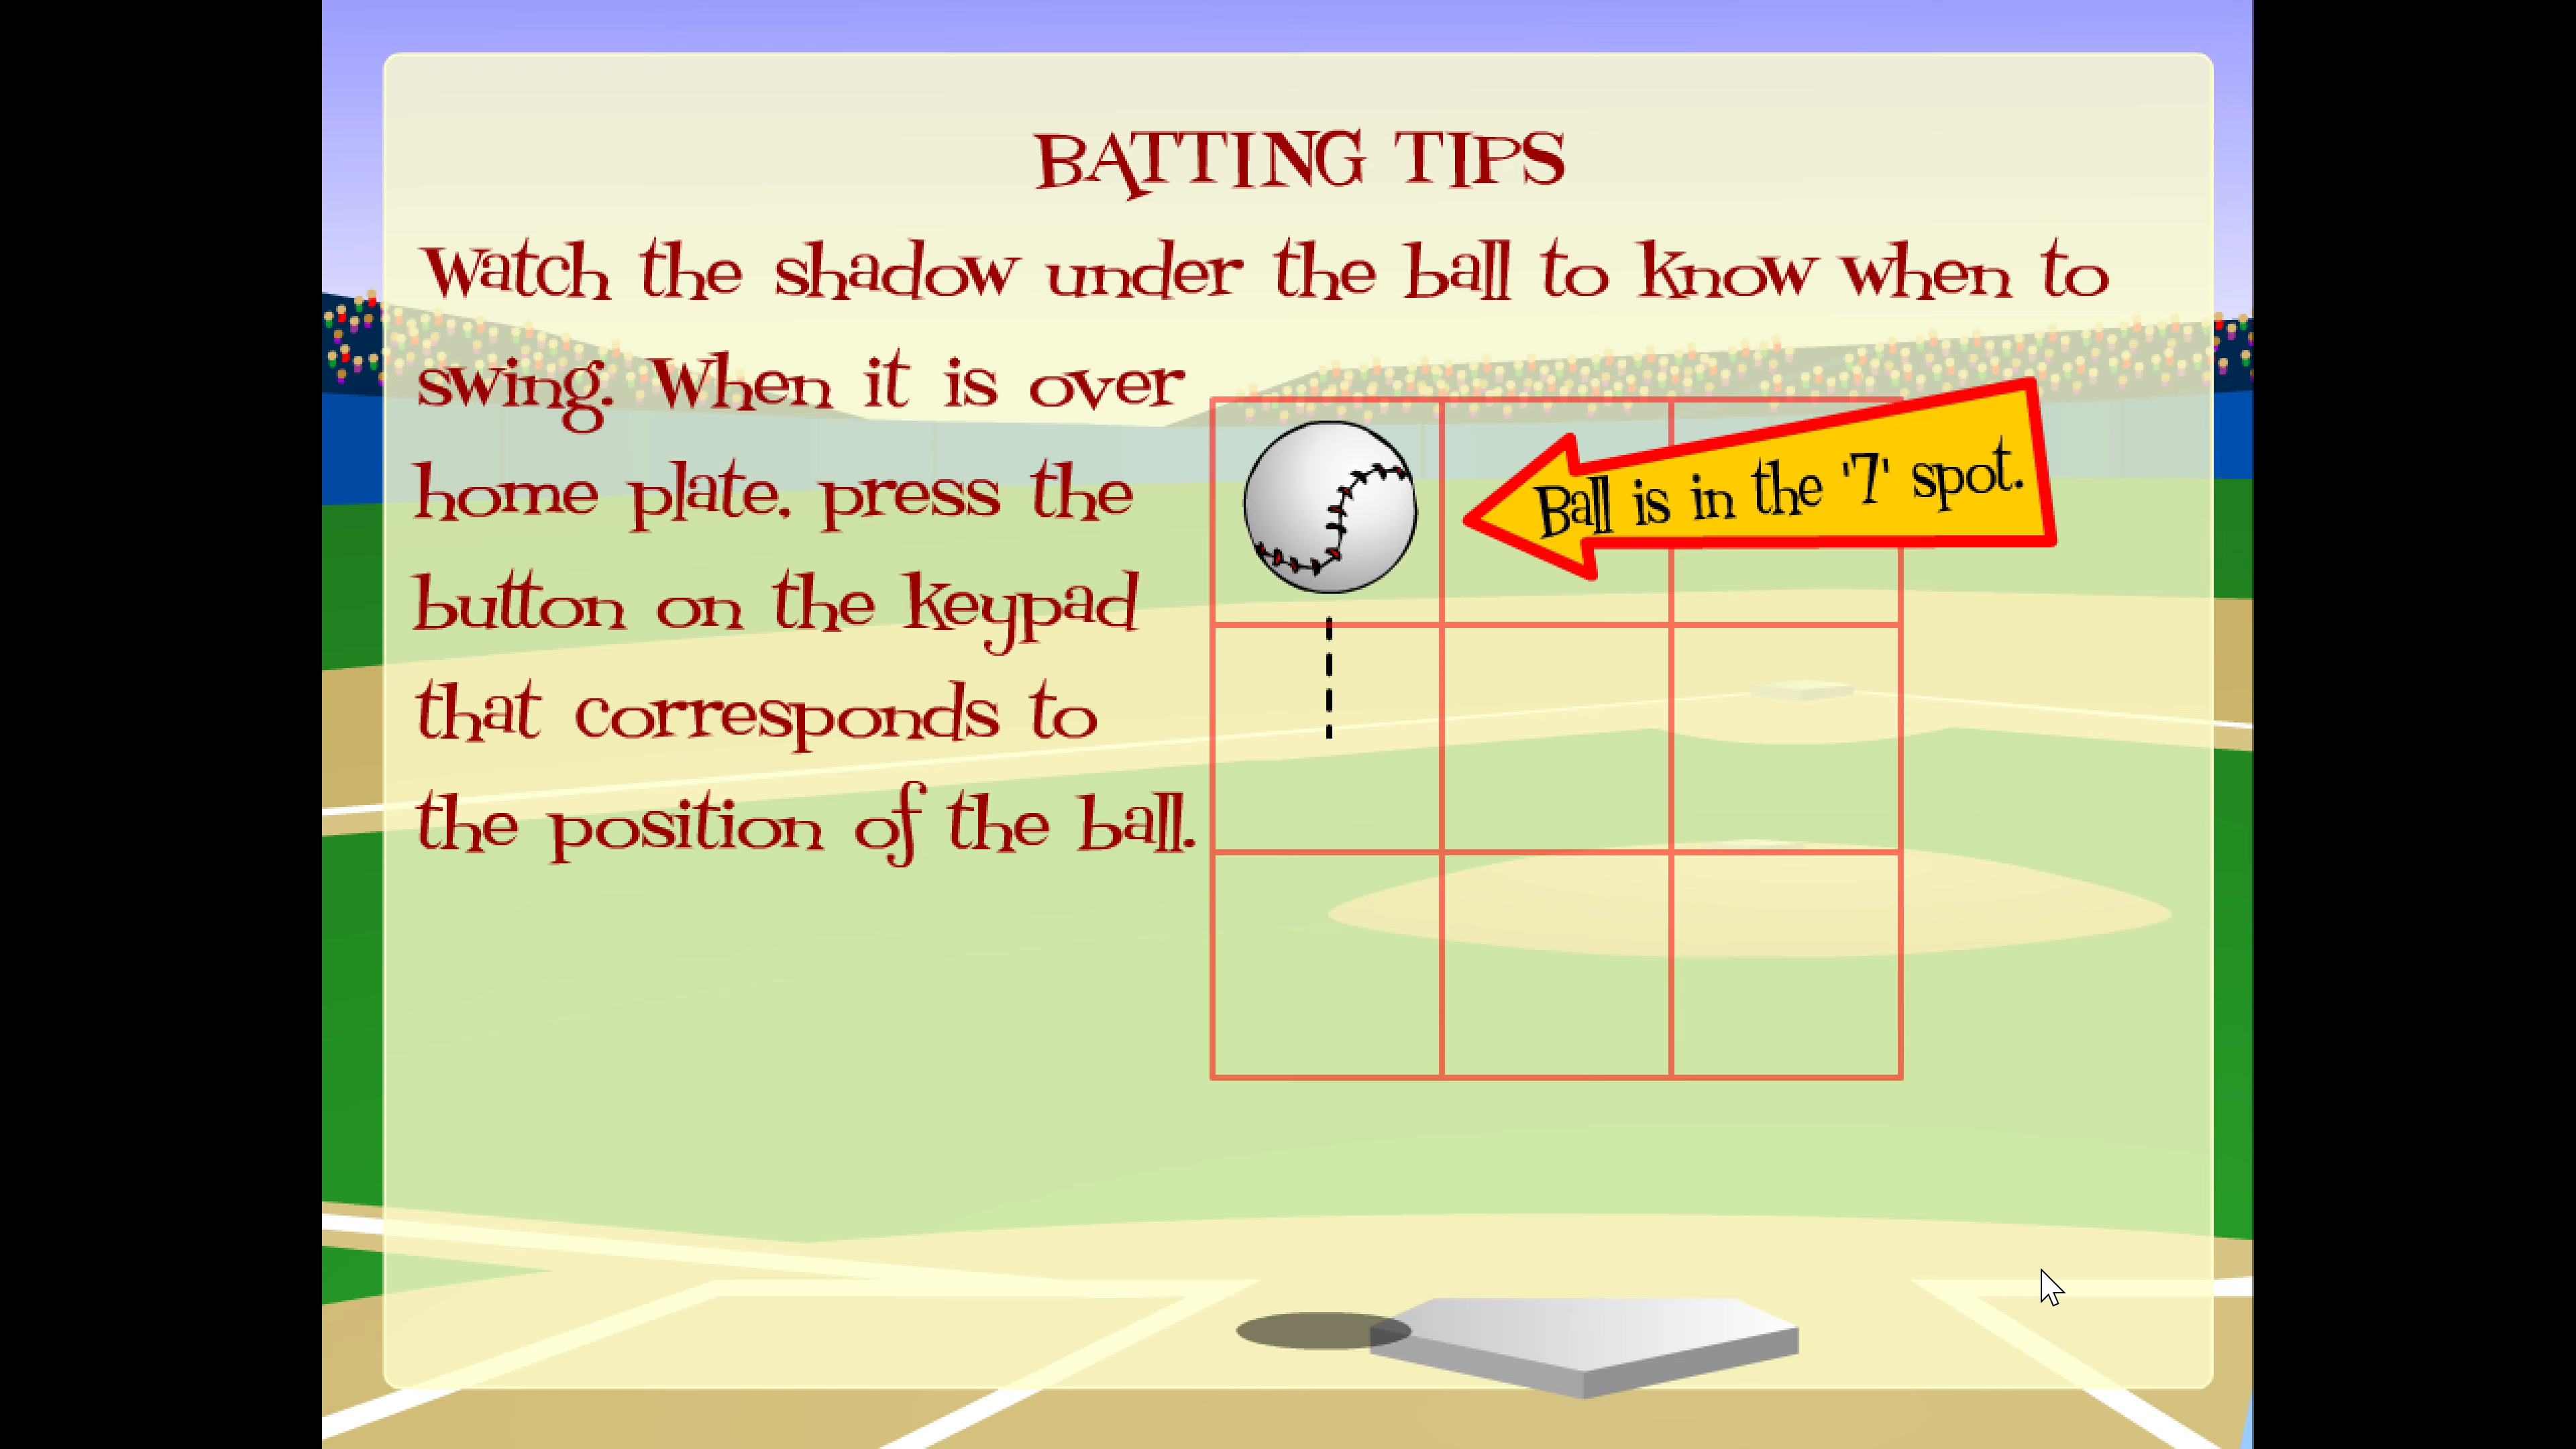 BATTING TIPS
Watch the shadow under the ball to know when to
swing. When it is over
home plate, press the
button on the keypad
that corresponds to
the position of the ball.
Ball is in the '7' spot.